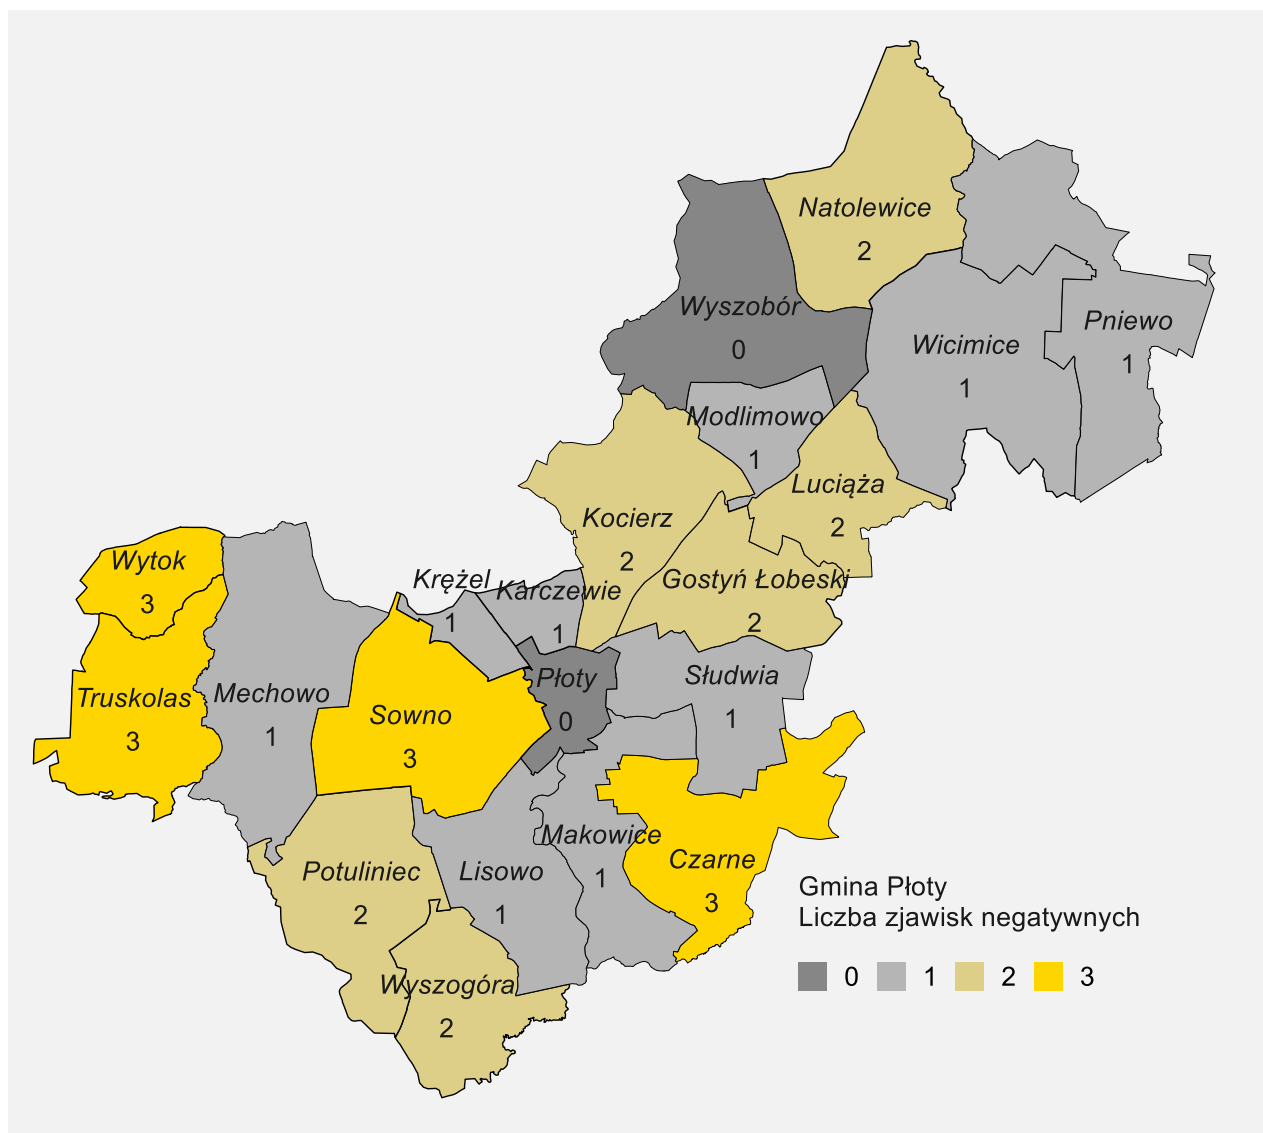 Natolewice
2
Wyszobór
0
Pniewo
1
Wicimice
1
Modlimowo
1
Luciąża
2
Kocierz
2
Gostyń Łobeski
2
Wytok
3
Krężel
1
Karczewie
1
Truskolas
3
Mechowo
1
Sowno
3
Płoty
0
Słudwia
1
Makowice
1
Czarne
3
Potuliniec
2
Lisowo
1
Wyszogóra
2
Gmina Płoty
Liczba zjawisk negatywnych
0 1 2 3